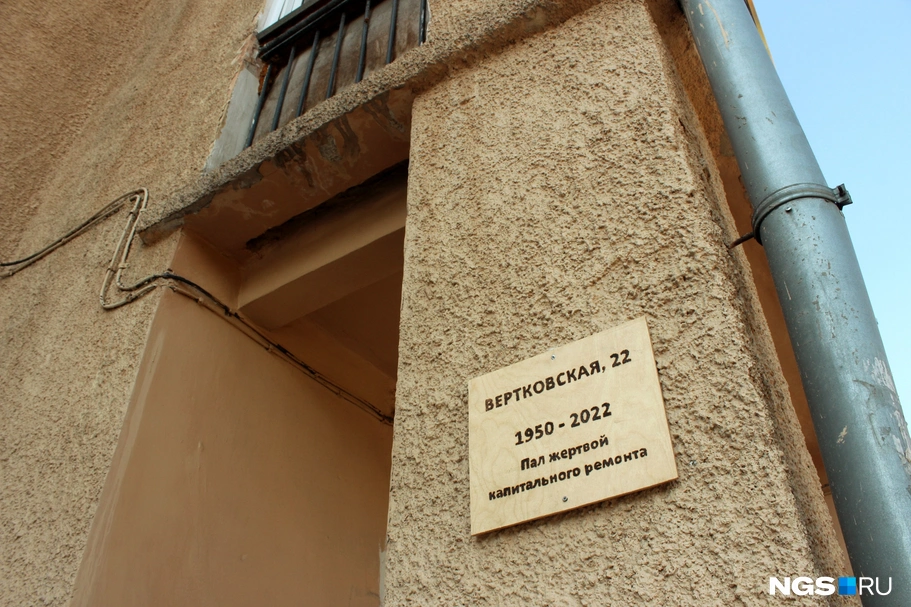 ВЕРТКОВСКАЯ, 22
1950 - 2022
Пал жертвой
капитального ремонта
NGS RU